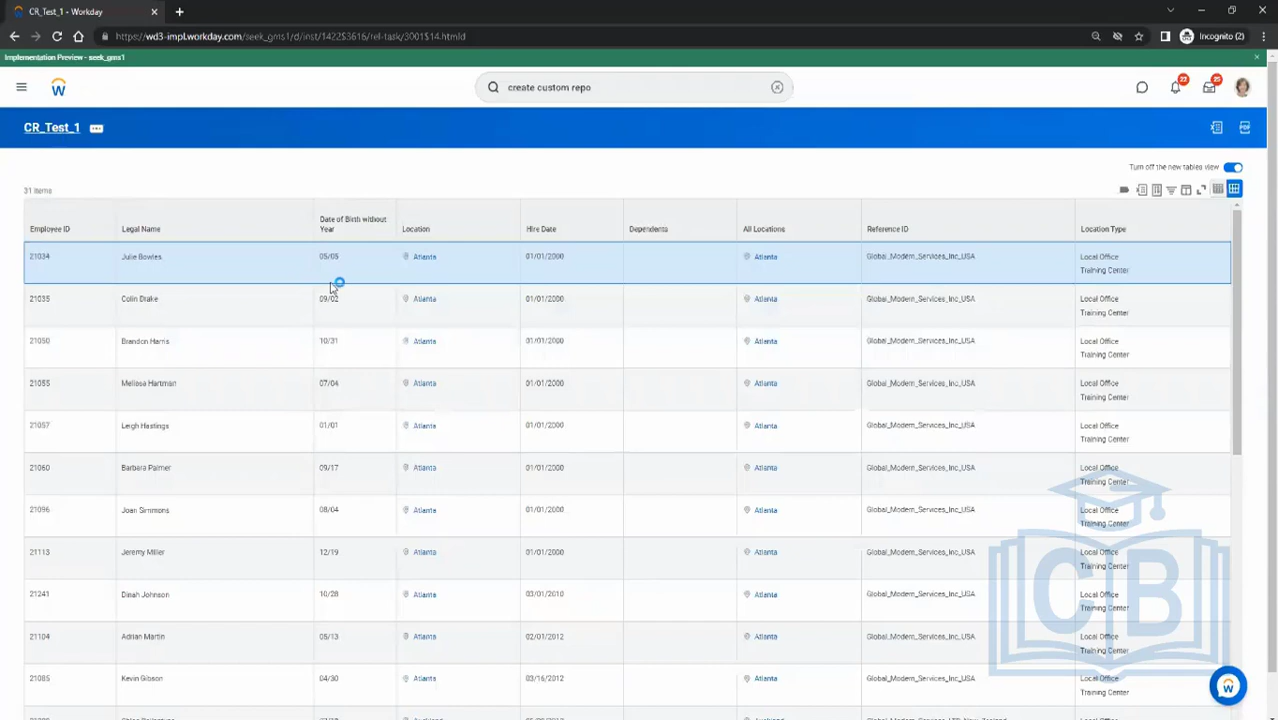 CR_Test_1 - Workday
https://wd3-impl.workday.com/seek_gms1/d/inst/1422$3616/rel-task/3001$14.htmld
Incognito (2)
Implementation Preview - seek_gms1
create custom repo
22
25
CR_Test_1
PDF
Turn off the new tables view
31 items
Employee ID Legal Name Date of Birth without Year Location Hire Date Dependents All Locations Reference ID Location Type
21034 Julie Bowles 05/05 Atlanta 01/01/2000 Atlanta Global_Modern_Services_Inc_USA Local Office
Training Center
21035 Colin Drake 09/02 Atlanta 01/01/2000 Atlanta Global_Modern_Services_Inc_USA Local Office
Training Center
21050 Brandon Harris 10/31 Atlanta 01/01/2000 Atlanta Global_Modern_Services_Inc_USA Local Office
Training Center
21055 Melissa Hartman 07/04 Atlanta 01/01/2000 Atlanta Global_Modern_Services_Inc_USA Local Office
Training Center
21057 Leigh Hastings 01/01 Atlanta 01/01/2000 Atlanta Global_Modern_Services_Inc_USA Local Office
Training Center
21060 Barbara Palmer 09/17 Atlanta 01/01/2000 Atlanta Global_Modern_Services_Inc_USA Local Office
Training Center
21096 Joan Simmons 08/04 Atlanta 01/01/2000 Atlanta Global_Modern_Services_Inc_USA Local Office
Training Center
21113 Jeremy Miller 12/19 Atlanta 01/01/2000 Atlanta Global_Modern_Services_Inc_USA Local Office
Training Center
21241 Dinah Johnson 10/28 Atlanta 03/01/2010 Atlanta Global_Modern_Services_Inc_USA Local Office
Training Center
21104 Adrian Martin 05/13 Atlanta 02/01/2012 Atlanta Global_Modern_Services_Inc_USA Local Office
Training Center
21085 Kevin Gibson 04/30 Atlanta 03/16/2012 Atlanta Global_Modern_Services_Inc_USA Local Office
Training Center
CB